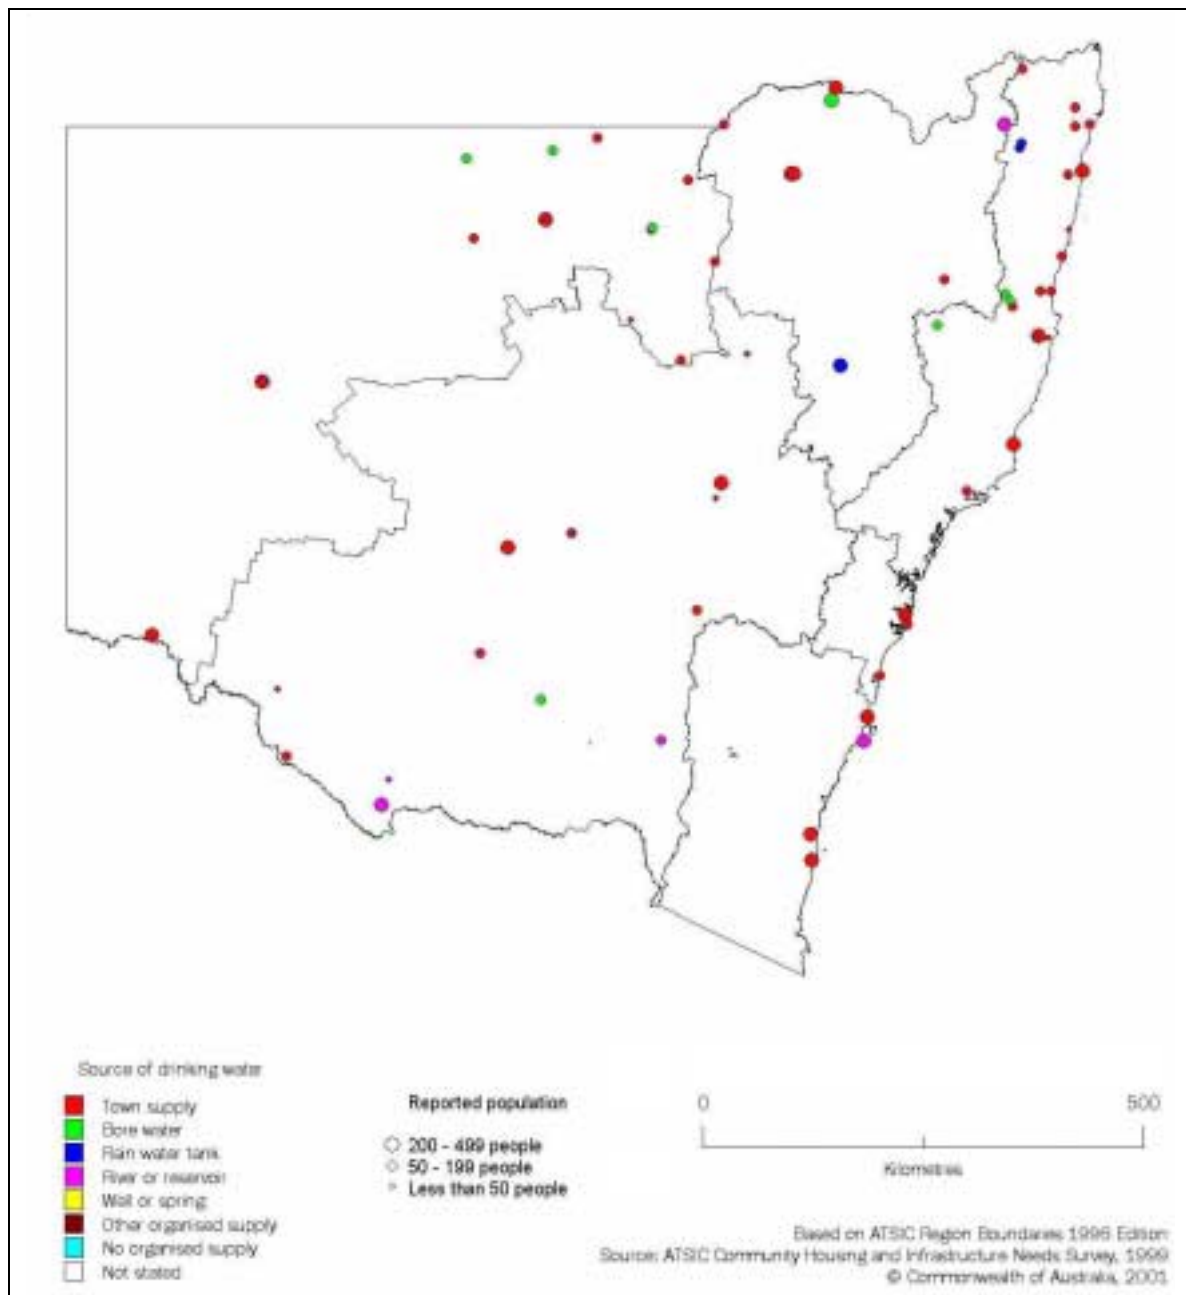 Source of drinking water
Town supply
Bore water
Rain water tank
River or reservoir
Well or spring
Other organised supply
No organised supply
Not stated
Reported population
200 - 499 people
50 - 199 people
Less than 50 people
0 500
Kilometres
Based on ATSIC Region Boundaries 1996 Edition
Source: ATSIC Community Housing and Infrastructure Needs Survey, 1999
© Commonwealth of Australia, 2001